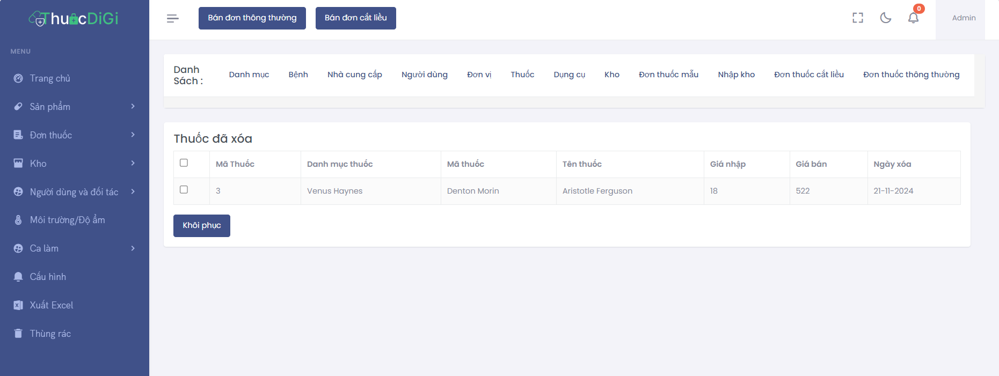 ThuốcDiGi
MENU
Trang chủ
Sản phẩm
Đơn thuốc
Kho
Người dùng và đối tác
Môi trường/Độ ẩm
Ca làm
Cấu hình
Xuất Excel
Thùng rác
Bán đơn thông thường Bán đơn cắt liều 0 Admin
Danh Sách : Danh mục Bệnh Nhà cung cấp Người dùng Đơn vị Thuốc Dụng cụ Kho Đơn thuốc mẫu Nhập kho Đơn thuốc cắt liều Đơn thuốc thông thường
Thuốc đã xóa
Mã Thuốc Danh mục thuốc Mã thuốc Tên thuốc Giá nhập Giá bán Ngày xóa
3 Venus Haynes Denton Morin Aristotle Ferguson 18 522 21-11-2024
Khôi phục